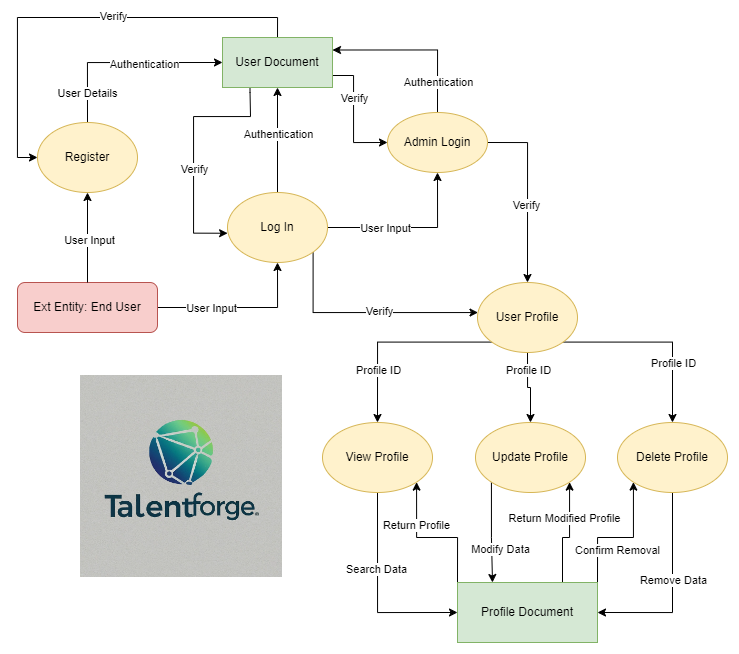 Verify
User Document
Authentication
Authentication
User Details
Verify
Authentication
Admin Login
Register
Verify
Verify
Log In
User Input
User Input
Ext Entity: End User
User Input
Verify
User Profile
Profile ID
Profile ID
Profile ID
View Profile
Update Profile
Delete Profile
Talentforge
Return Profile
Return Modified Profile
Modify Data
Confirm Removal
Search Data
Remove Data
Profile Document